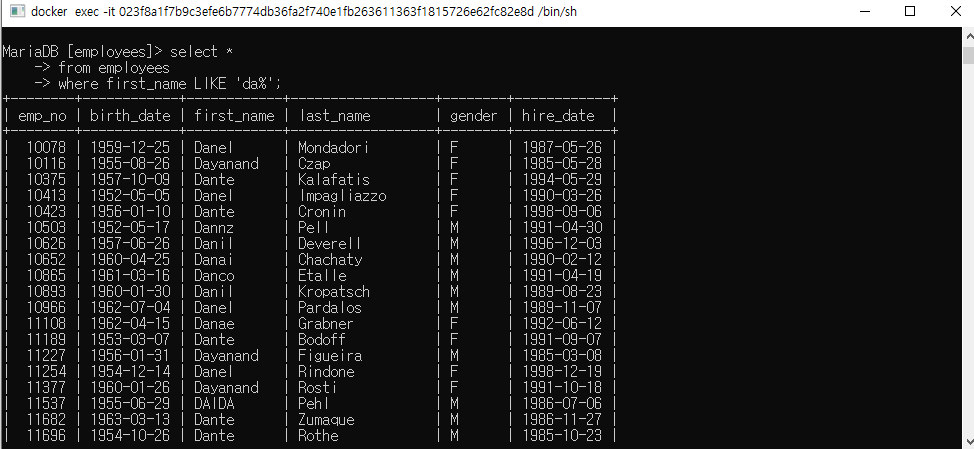 docker exec -it 023f8a1f7b9c3efe6b7774db36fa2f740e1fb263611363f1815726e62fc82e8d /bin/sh
MariaDB [employees]> select *
    -> from employees
    -> where first_name LIKE 'da%';
+--------+------------+------------+-----------------+--------+------------+
| emp_no | birth_date | first_name | last_name       | gender | hire_date  |
+--------+------------+------------+-----------------+--------+------------+
|  10078 | 1959-12-25 | Danel      | Mondadori       | F      | 1987-05-26 |
|  10116 | 1955-08-26 | Dayanand   | Czap            | F      | 1985-05-28 |
|  10375 | 1957-10-09 | Dante      | Kalafatis       | F      | 1994-05-29 |
|  10413 | 1952-05-05 | Danel      | Impagliazzo     | F      | 1990-03-26 |
|  10423 | 1956-01-10 | Dante      | Cronin          | F      | 1998-09-06 |
|  10503 | 1952-05-17 | Dannz      | Pell            | M      | 1991-04-30 |
|  10626 | 1957-06-26 | Danil      | Deverell        | M      | 1996-12-03 |
|  10652 | 1960-04-25 | Danai      | Chachaty        | M      | 1990-02-12 |
|  10865 | 1961-03-16 | Danco      | Etalle          | M      | 1991-04-19 |
|  10893 | 1960-01-30 | Danil      | Kropatsch       | M      | 1989-08-23 |
|  10966 | 1962-07-04 | Danel      | Pardalos        | M      | 1989-11-07 |
|  11108 | 1962-04-15 | Danae      | Grabner         | F      | 1992-06-12 |
|  11189 | 1953-03-07 | Dante      | Bodoff          | F      | 1991-09-07 |
|  11227 | 1956-01-31 | Dayanand   | Figueira        | M      | 1985-03-08 |
|  11254 | 1954-12-14 | Danel      | Rindone         | F      | 1998-12-19 |
|  11377 | 1960-01-26 | Dayanand   | Rosti           | F      | 1991-10-18 |
|  11537 | 1955-06-29 | DAIDA      | Pehl            | M      | 1986-07-06 |
|  11682 | 1963-03-13 | Dante      | Zumaque         | M      | 1986-11-27 |
|  11696 | 1954-10-26 | Dante      | Rothe           | M      | 1985-10-23 |